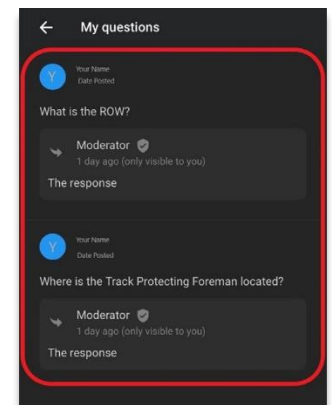 My questions
Y
Your Name
Date Posted
What is the ROW?
Moderator
1 day ago (only visible to you)
The response
Y
Your Name
Date Posted
Where is the Track Protecting Foreman located?
Moderator
1 day ago (only visible to you)
The response